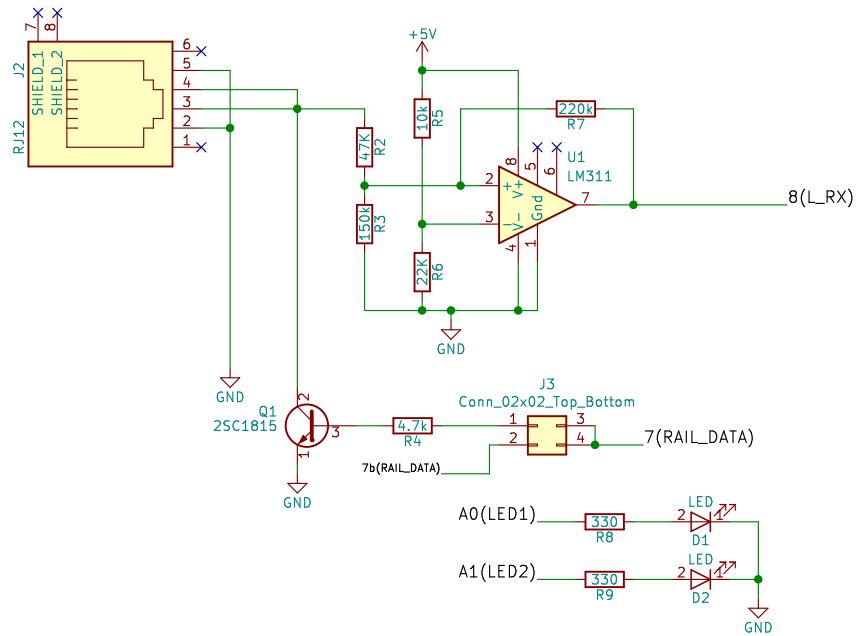 7
8
J2
SHIELD_1
SHIELD_2
RJ12
6
5
4
3
2
1
+5V
10k
R5
220k
R7
47K
R2
150k
R3
22K
R6
U1
LM311
8
5
6
2
+
V+
Gnd
7
3
-
V-
4
1
8(L_RX)
GND
GND
J3
Conn_02x02_Top_Bottom
Q1
2SC1815
2
3
1
4.7k
R4
1
2
3
4
7(RAIL_DATA)
7b(RAIL_DATA)
GND
A0(LED1)
330
R8
LED
2
1
D1
A1(LED2)
330
R9
LED
2
1
D2
GND